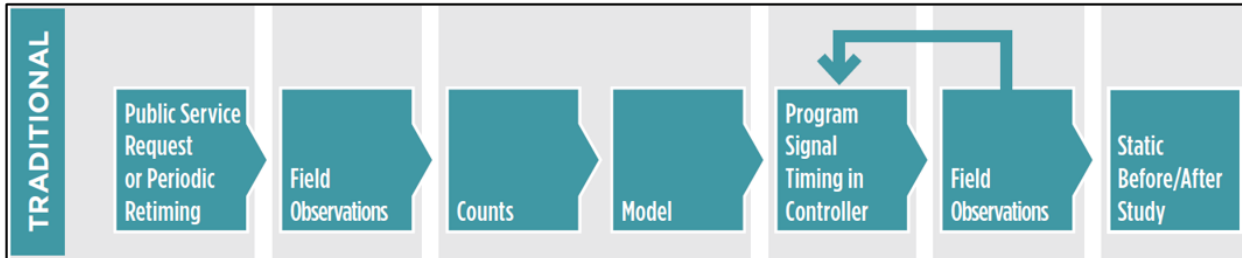 TRADITIONAL
Public Service
Request
or Periodic
Retiming
Field
Observations
Counts
Model
Program
Signal
Timing in
Controller
Field
Observations
Static
Before/After
Study